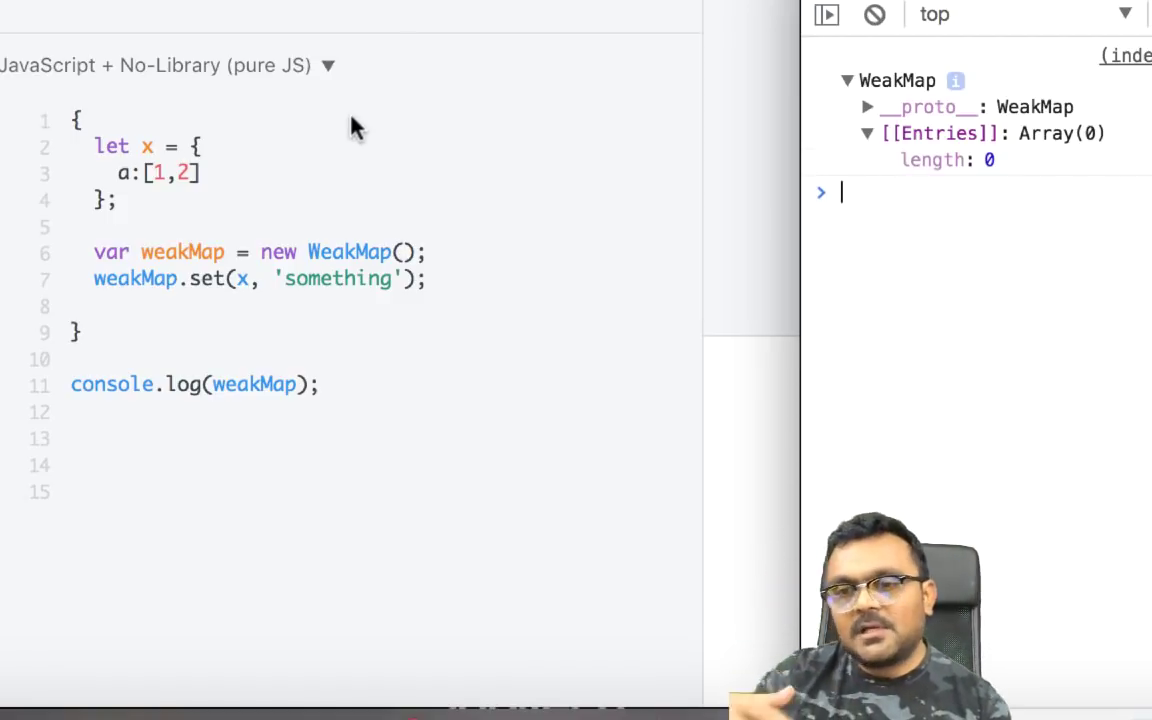 JavaScript + No-Library (pure JS) ▼
1 {
2 let x = {
3 a:[1,2]
4 };
5
6 var weakMap = new WeakMap();
7 weakMap.set(x, 'something');
8
9 }
10
11 console.log(weakMap);
12
13
14
15
top ▼
(inde
▼ WeakMap i
▶ __proto__: WeakMap
▼ [[Entries]]: Array(0)
length: 0
>